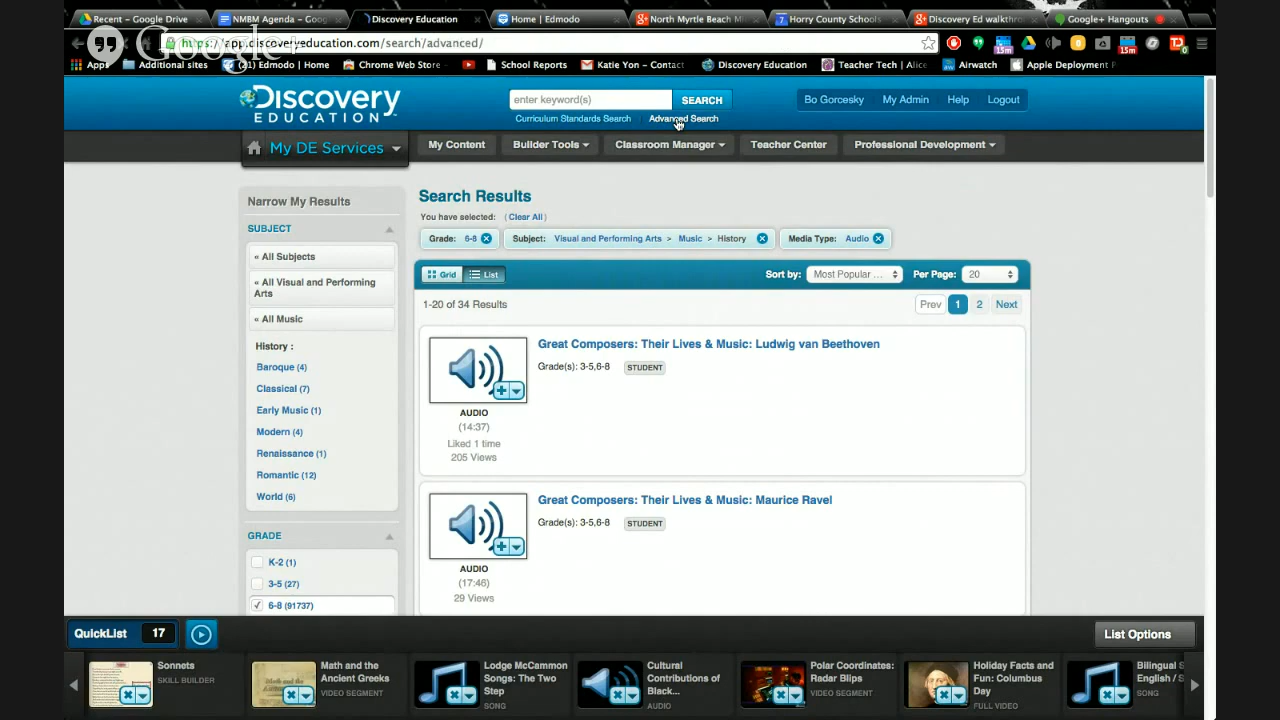 Recent – Google Drive
NMBM Agenda – Goog
Discovery Education
Home | Edmodo
North Myrtle Beach Mi
Horry County Schools
Discovery Ed walkthro
Google+ Hangouts
Google+
https://app.discoveryeducation.com/search/advanced/
Apps
Additional sites
(31) Edmodo | Home
Chrome Web Store
School Reports
Katie Yon – Contact
Discovery Education
Teacher Tech | Alice
Airwatch
Apple Deployment P
Discovery
EDUCATION
enter keyword(s)
SEARCH
Curriculum Standards Search
Advanced Search
Bo Gorcesky
My Admin
Help
Logout
My DE Services
My Content
Builder Tools
Classroom Manager
Teacher Center
Professional Development
Narrow My Results
SUBJECT
« All Subjects
« All Visual and Performing
Arts
« All Music
History :
Baroque (4)
Classical (7)
Early Music (1)
Modern (4)
Renaissance (1)
Romantic (12)
World (6)
GRADE
K-2 (1)
3-5 (27)
6-8 (91737)
Search Results
You have selected: (Clear All)
Grade: 6-8
Subject: Visual and Performing Arts > Music > History
Media Type: Audio
Grid
List
Sort by: Most Popular ...
Per Page: 20
1-20 of 34 Results
Prev 1 2 Next
Great Composers: Their Lives & Music: Ludwig van Beethoven
Grade(s): 3-5,6-8 STUDENT
AUDIO
(14:37)
Liked 1 time
205 Views
Great Composers: Their Lives & Music: Maurice Ravel
Grade(s): 3-5,6-8 STUDENT
AUDIO
(17:46)
29 Views
QuickList 17
List Options
Sonnets
SKILL BUILDER
Math and the
Ancient Greeks
VIDEO SEGMENT
Lodge McCammon
Songs: The Two
Step
SONG
Cultural
Contributions of
Black...
AUDIO
Polar Coordinates:
Radar Blips
VIDEO SEGMENT
Holiday Facts and
Fun: Columbus
Day
FULL VIDEO
Bilingual S
English / S
SONG